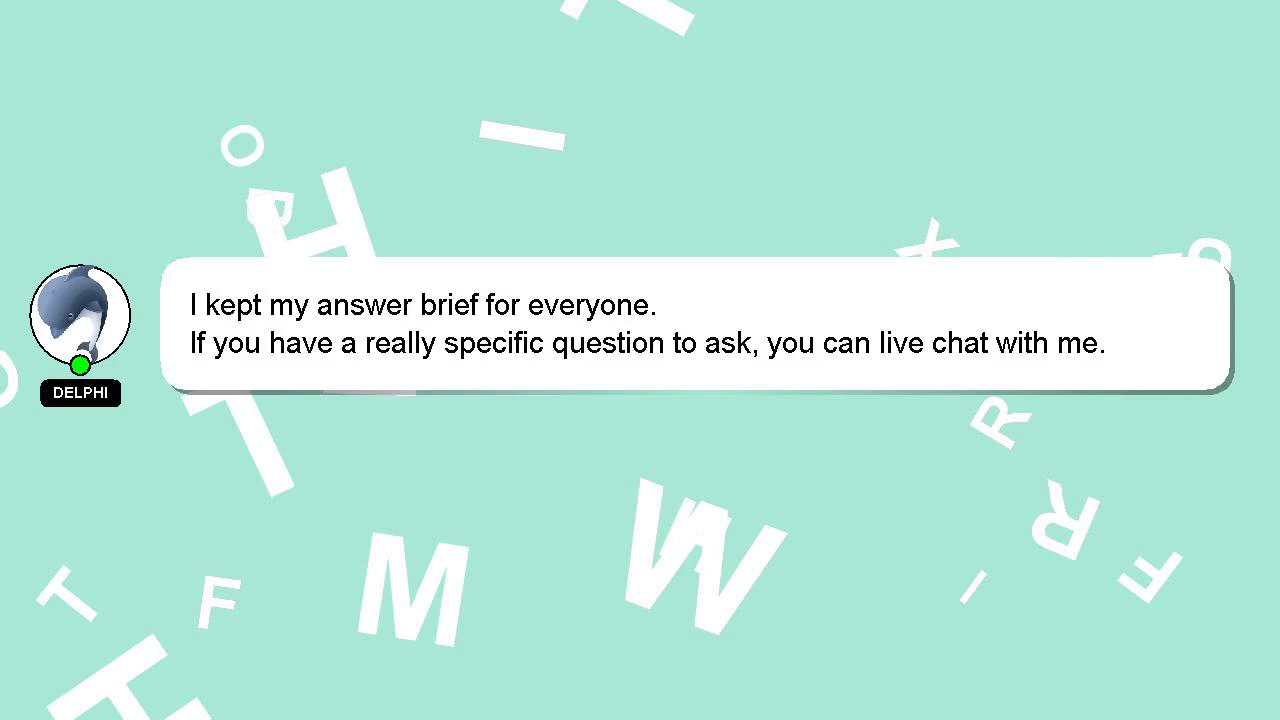 I kept my answer brief for everyone.
If you have a really specific question to ask, you can live chat with me.
DELPHI
O
H
I
X
R
R
F
I
W
M
F
T
H
T